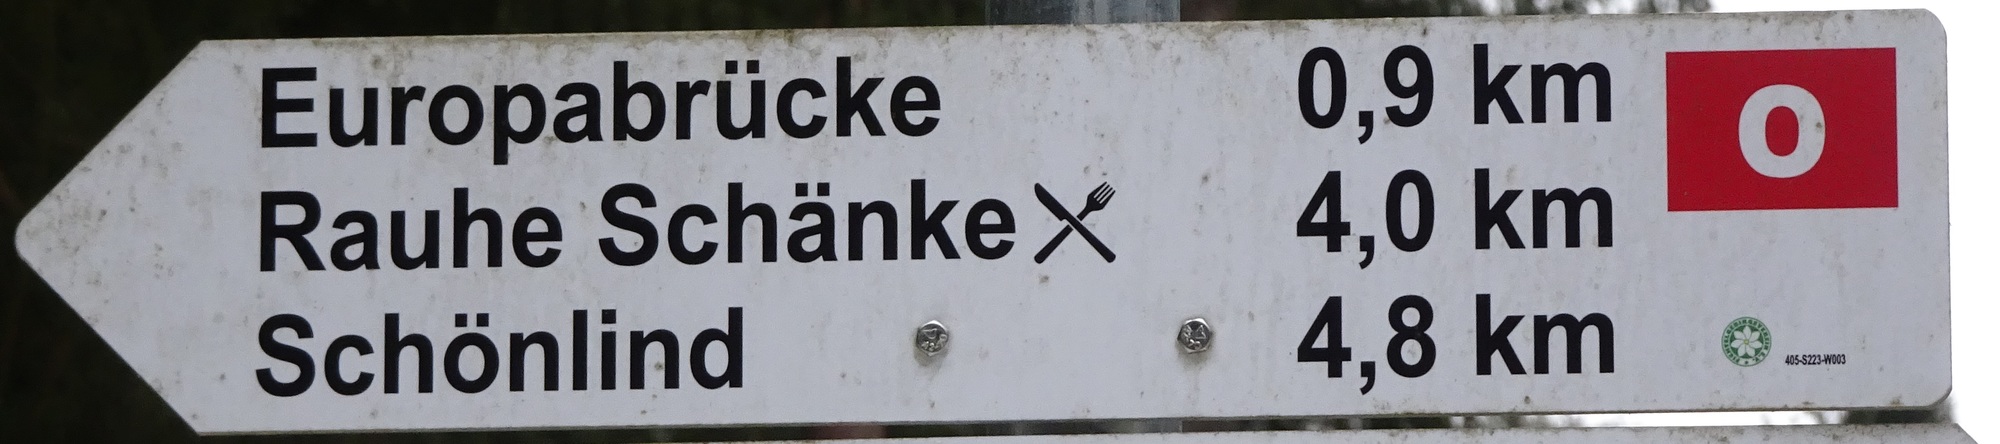 Europabrücke 0,9 km
Rauhe Schänke 4,0 km
Schönlind 4,8 km
O
405-S223-W003